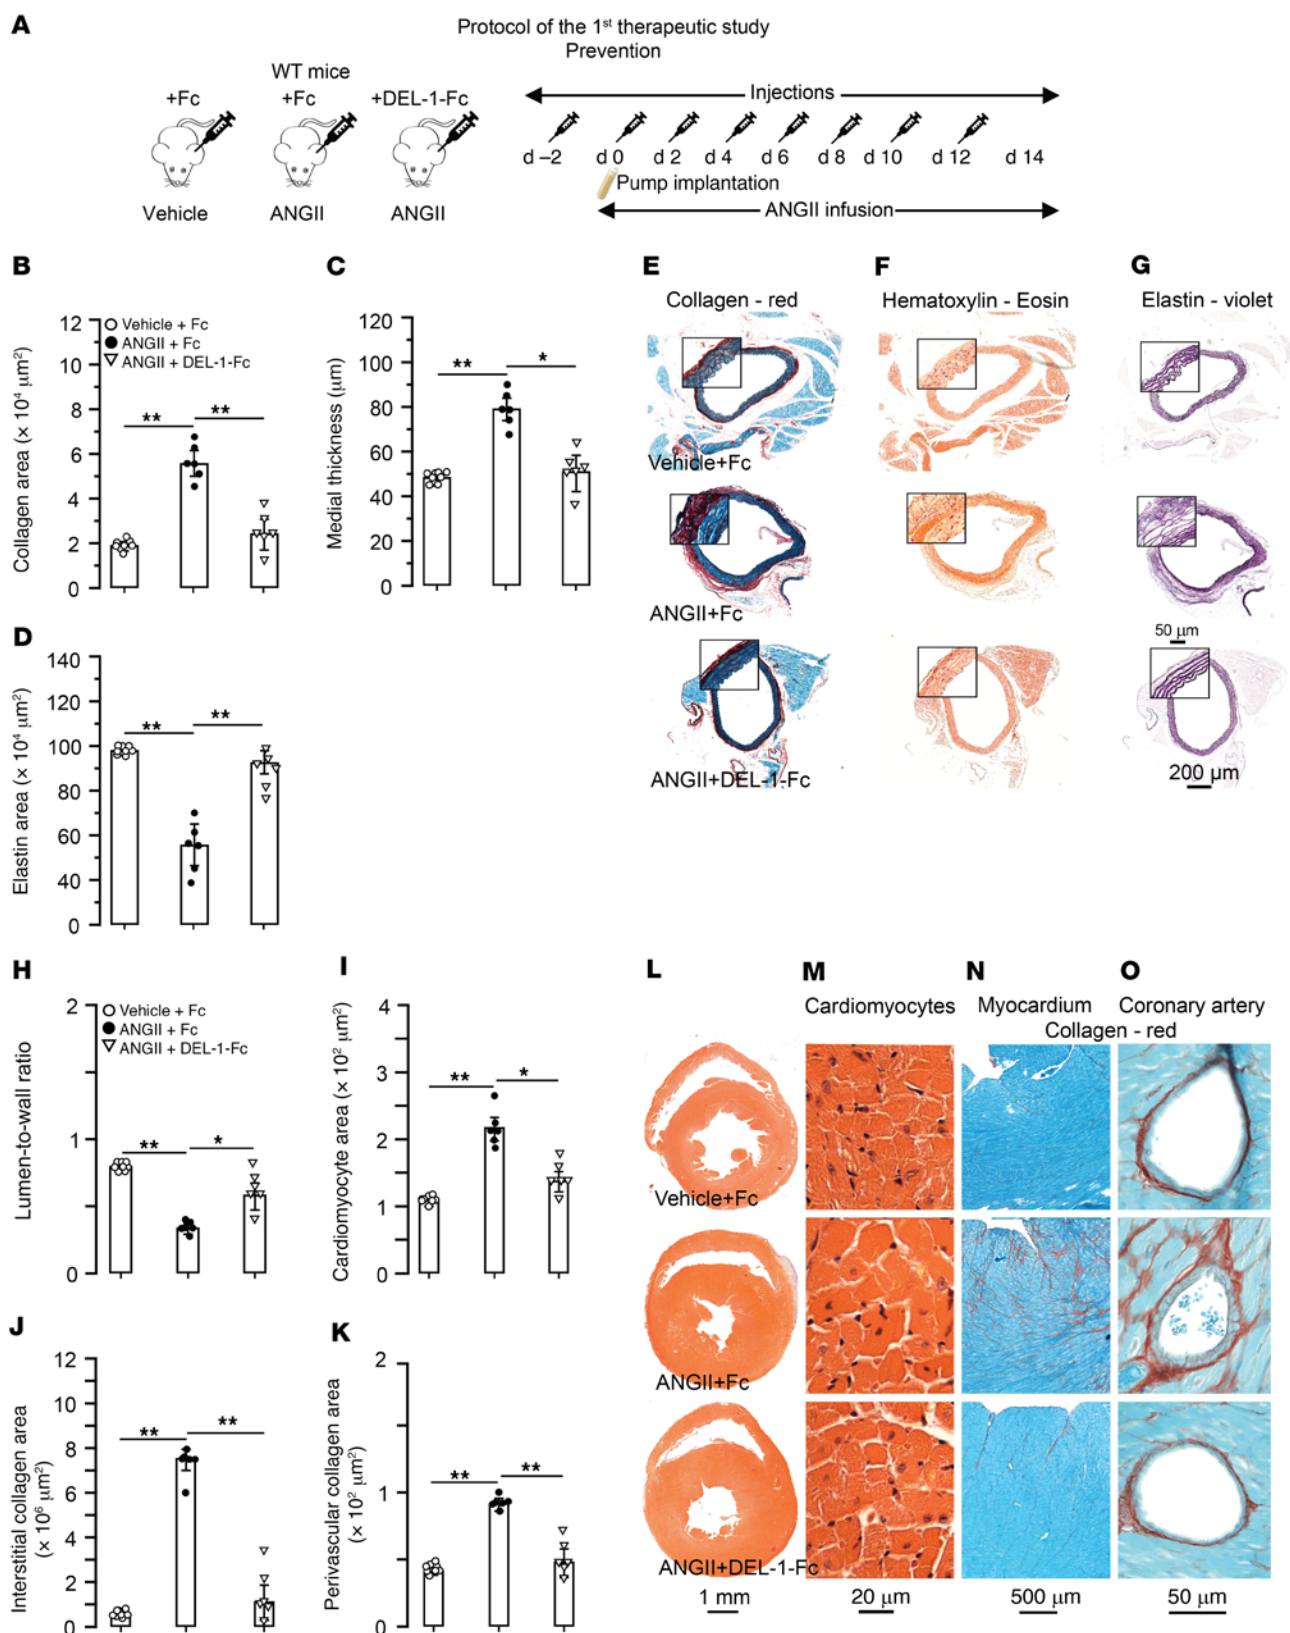 A
Protocol of the 1st therapeutic study
Prevention
WT mice
+Fc
+Fc
+DEL-1-Fc
Vehicle
ANGII
ANGII
Injections
d –2
d 0
d 2
d 4
d 6
d 8
d 10
d 12
d 14
Pump implantation
ANGII infusion
B
Collagen area (× 10⁴ μm²)
12
10
8
6
4
2
0
Vehicle + Fc
ANGII + Fc
ANGII + DEL-1-Fc
**
**
C
Medial thickness (μm)
120
100
80
60
40
20
0
**
*
D
Elastin area (× 10⁴ μm²)
140
120
100
80
60
40
0
**
**
E
Collagen - red
F
Hematoxylin - Eosin
G
Elastin - violet
Vehicle+Fc
ANGII+Fc
50 μm
ANGII+DEL-1-Fc
200 μm
H
Lumen-to-wall ratio
2
1
0
Vehicle + Fc
ANGII + Fc
ANGII + DEL-1-Fc
**
*
I
Cardiomyocyte area (× 10² μm²)
4
3
2
1
0
**
*
J
Interstitial collagen area
(× 10⁶ μm²)
12
10
8
6
4
2
0
**
**
K
Perivascular collagen area
(× 10² μm²)
2
1
0
**
**
L
M
Cardiomyocytes
N
Myocardium
O
Coronary artery
Collagen - red
Vehicle+Fc
ANGII+Fc
ANGII+DEL-1-Fc
1 mm
20 μm
500 μm
50 μm